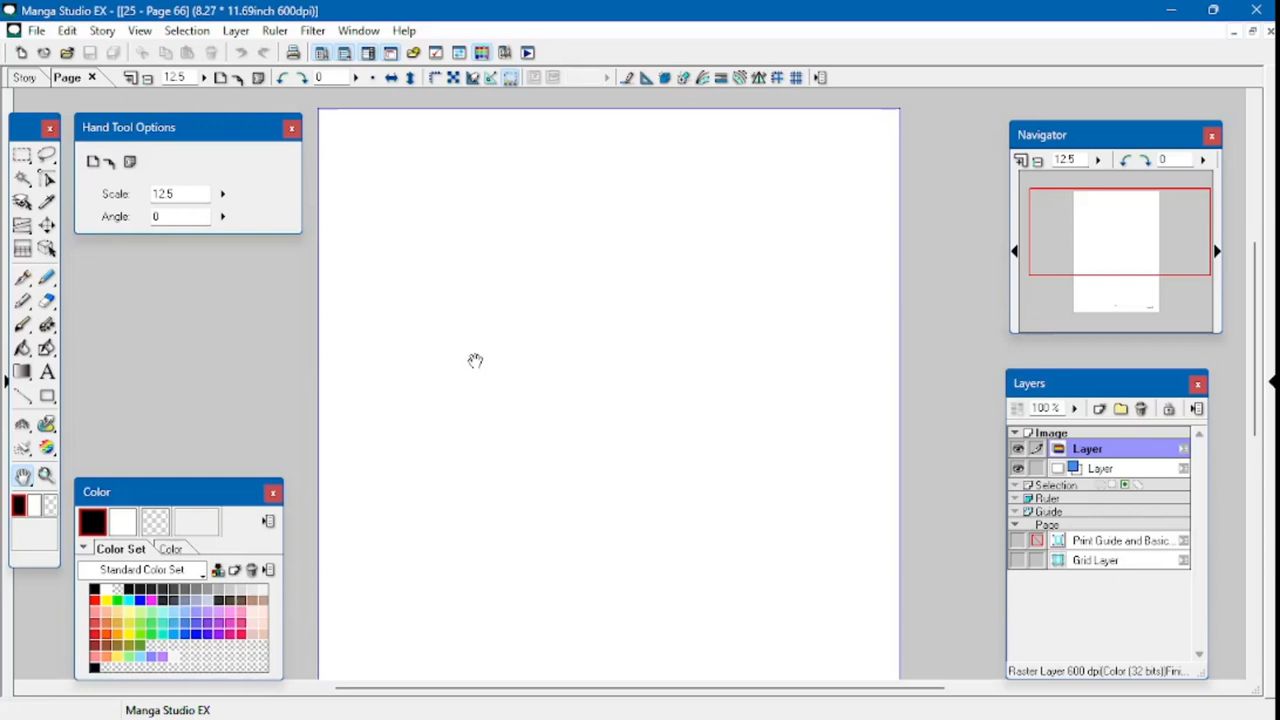 Manga Studio EX - [[25 - Page 66] (8.27 * 11.69inch 600dpi)]
File Edit Story View Selection Layer Ruler Filter Window Help
Story Page 12.5 0
Hand Tool Options
Scale: 12.5
Angle: 0
Navigator
12.5 0
Layers
100 %
Image
Layer
Layer
Selection
Ruler
Guide
Page
Print Guide and Basic...
Grid Layer
Raster Layer 600 dpi(Color (32 bits)Fini...
Color
Color Set Color
Standard Color Set
Manga Studio EX